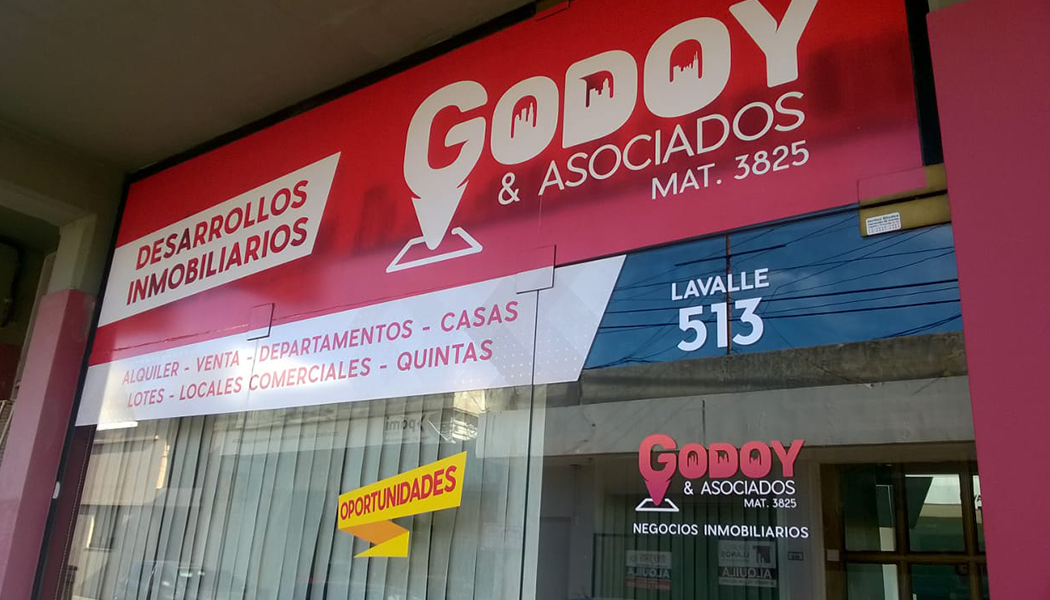 GODOY
& ASOCIADOS
MAT. 3825
DESARROLLOS
INMOBILIARIOS
ALQUILER - VENTA - DEPARTAMENTOS - CASAS
LOTES - LOCALES COMERCIALES - QUINTAS
LAVALLE
513
OPORTUNIDADES
GODOY
& ASOCIADOS
MAT. 3825
NEGOCIOS INMOBILIARIOS
ALQUILA
ALQUILA